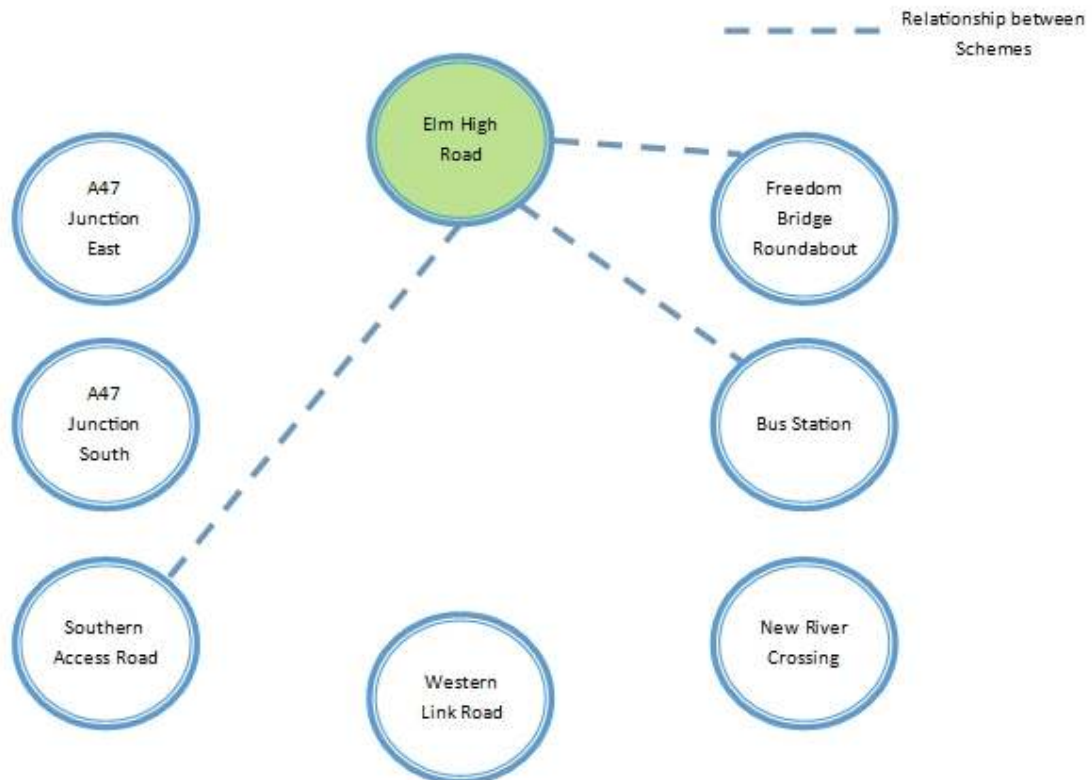 Relationship between
Schemes
Elm High
Road
A47
Junction
East
Freedom
Bridge
Roundabout
A47
Junction
South
Bus Station
Southern
Access Road
Western
Link Road
New River
Crossing